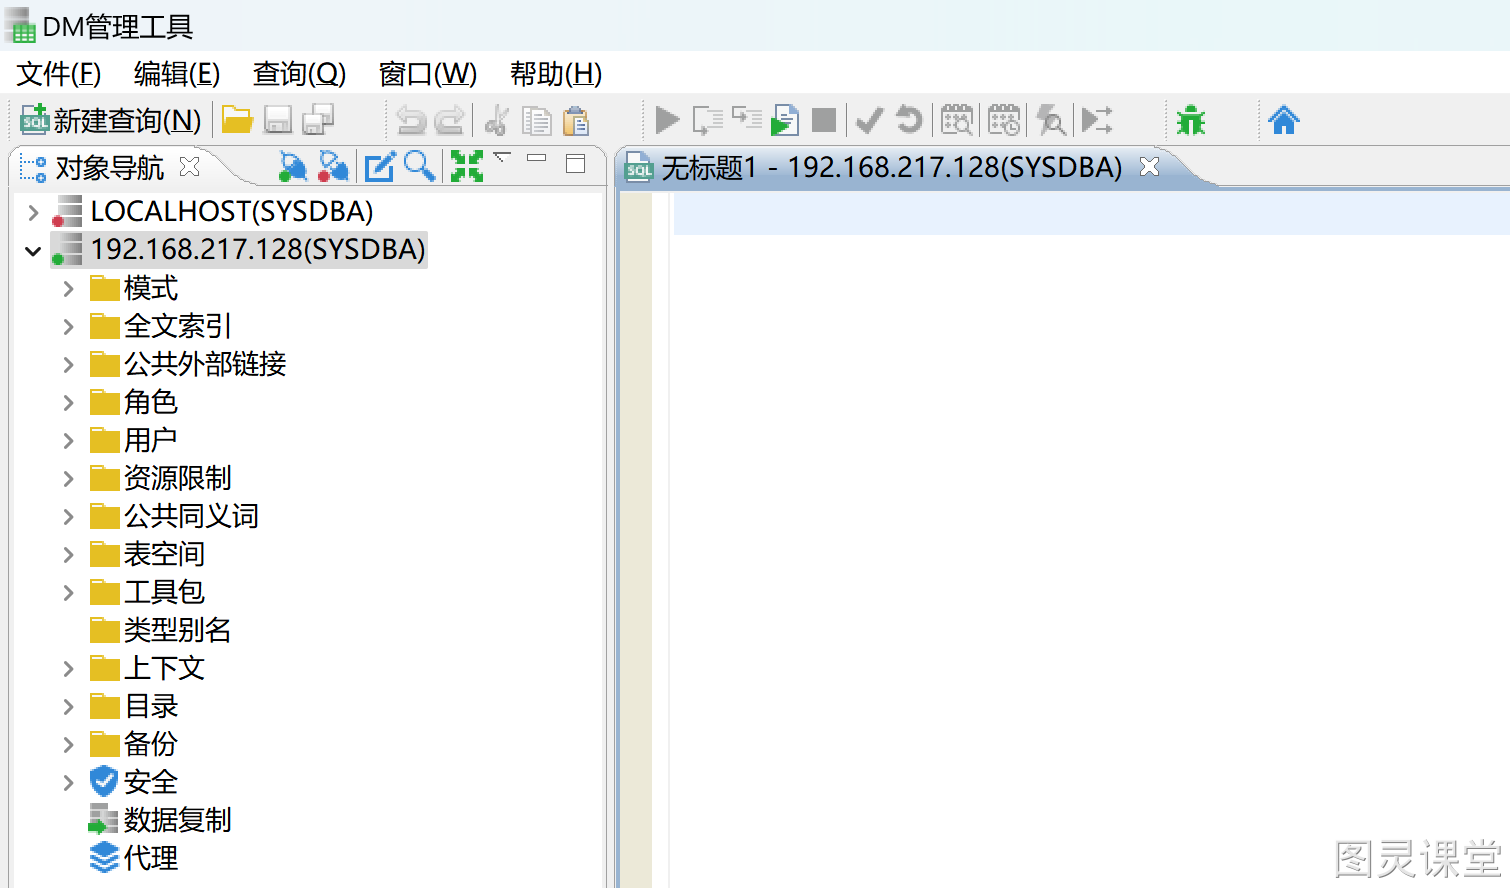 DM管理工具
文件(F) 编辑(E) 查询(Q) 窗口(W) 帮助(H)
SQL 新建查询(N)
对象导航
SQL 无标题1 - 192.168.217.128(SYSDBA)
LOCALHOST(SYSDBA)
192.168.217.128(SYSDBA)
模式
全文索引
公共外部链接
角色
用户
资源限制
公共同义词
表空间
工具包
类型别名
上下文
目录
备份
安全
数据复制
代理
图灵课堂